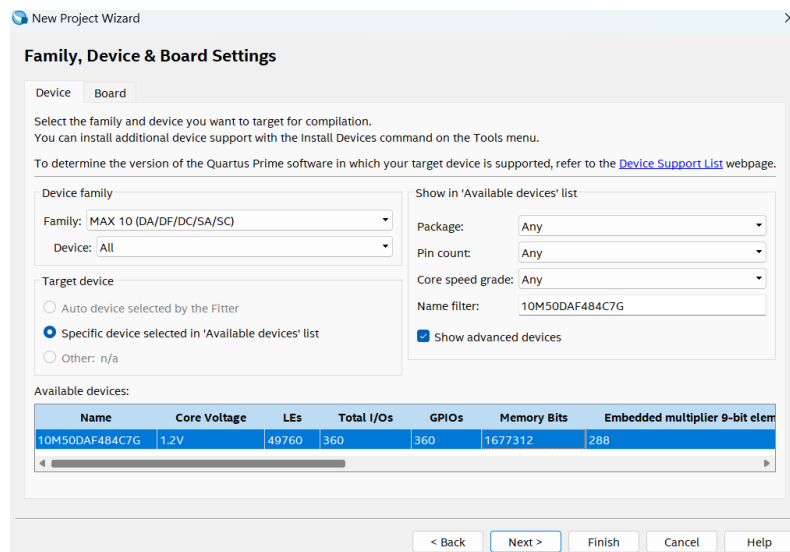 New Project Wizard
Family, Device & Board Settings
Device
Board
Select the family and device you want to target for compilation.
You can install additional device support with the Install Devices command on the Tools menu.
To determine the version of the Quartus Prime software in which your target device is supported, refer to the Device Support List webpage.
Device family
Family: MAX 10 (DA/DF/DC/SA/SC)
Device: All
Target device
Auto device selected by the Fitter
Specific device selected in 'Available devices' list
Other: n/a
Show in 'Available devices' list
Package: Any
Pin count: Any
Core speed grade: Any
Name filter: 10M50DAF484C7G
Show advanced devices
Available devices:
Name Core Voltage LEs Total I/Os GPIOs Memory Bits Embedded multiplier 9-bit elem
10M50DAF484C7G 1.2V 49760 360 360 1677312 288
< Back Next > Finish Cancel Help